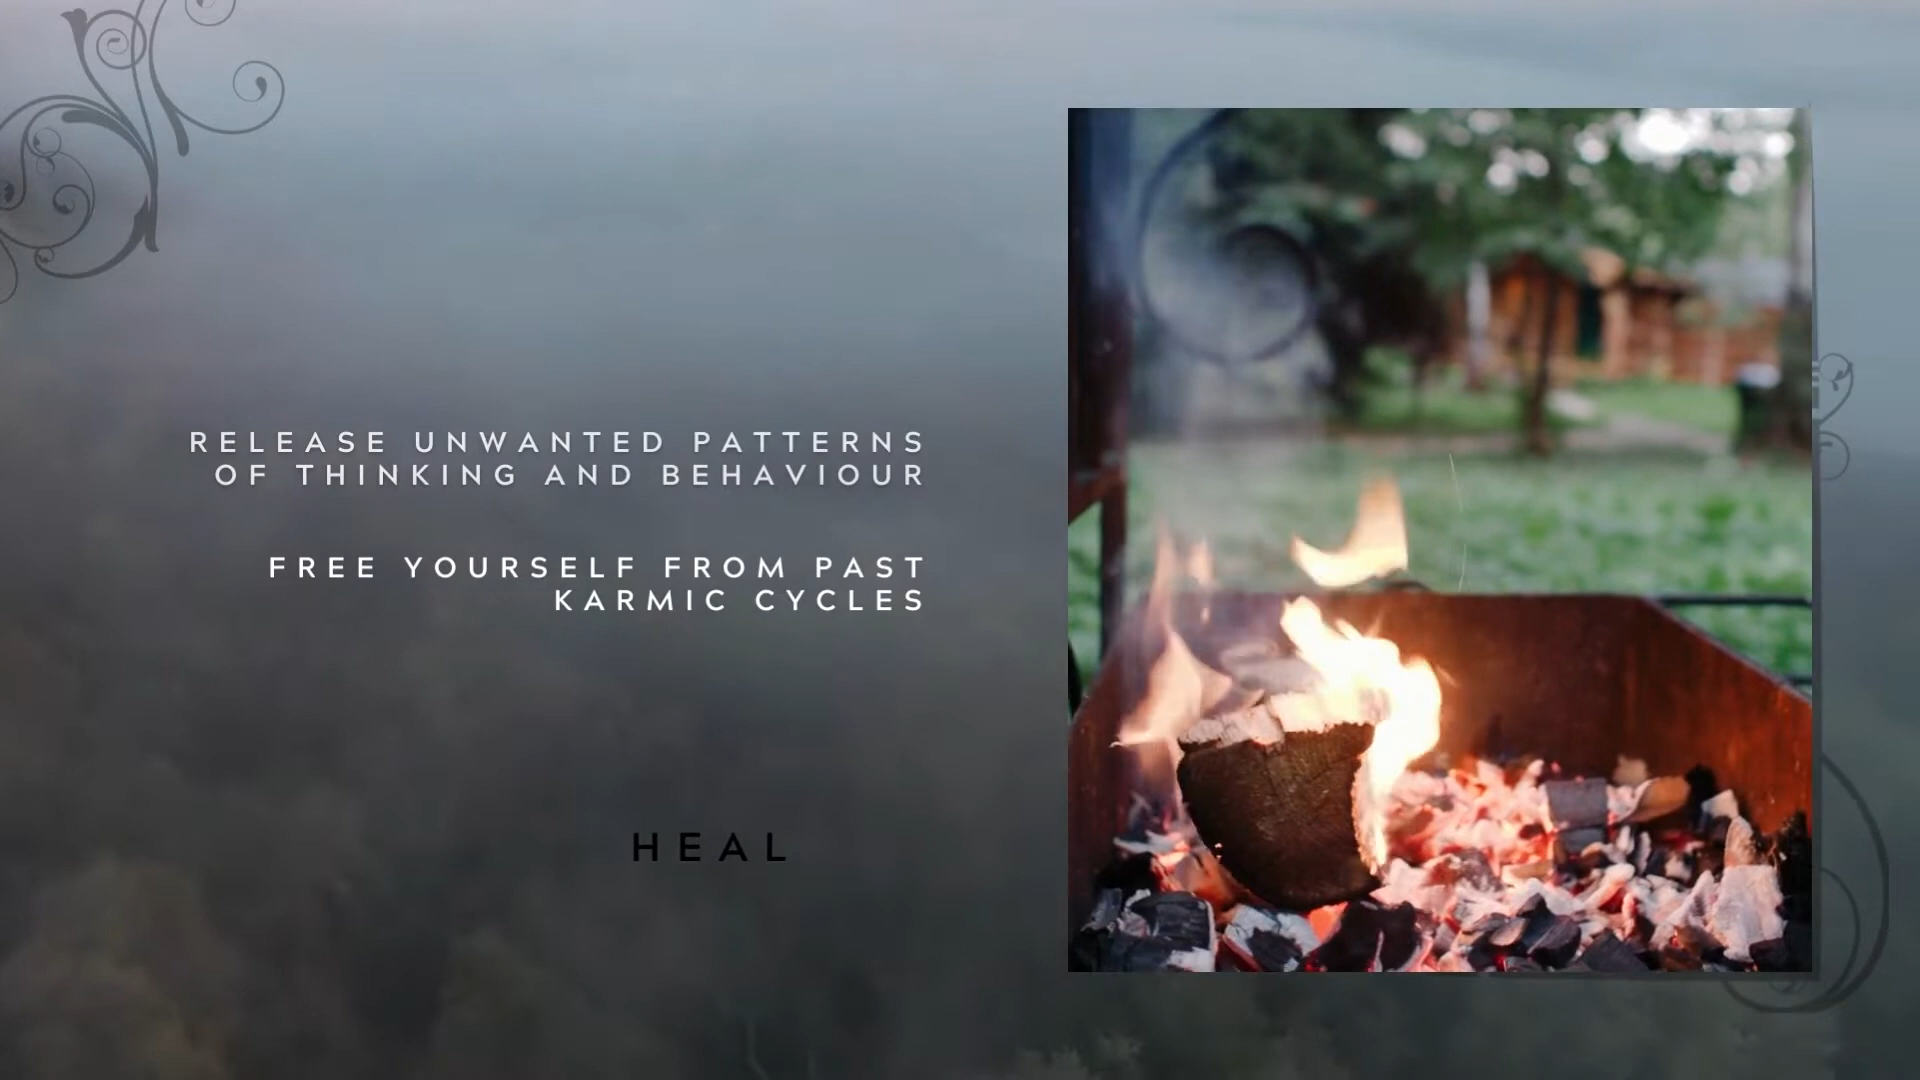 RELEASE UNWANTED PATTERNS
OF THINKING AND BEHAVIOUR
FREE YOURSELF FROM PAST
KARMIC CYCLES
HEAL